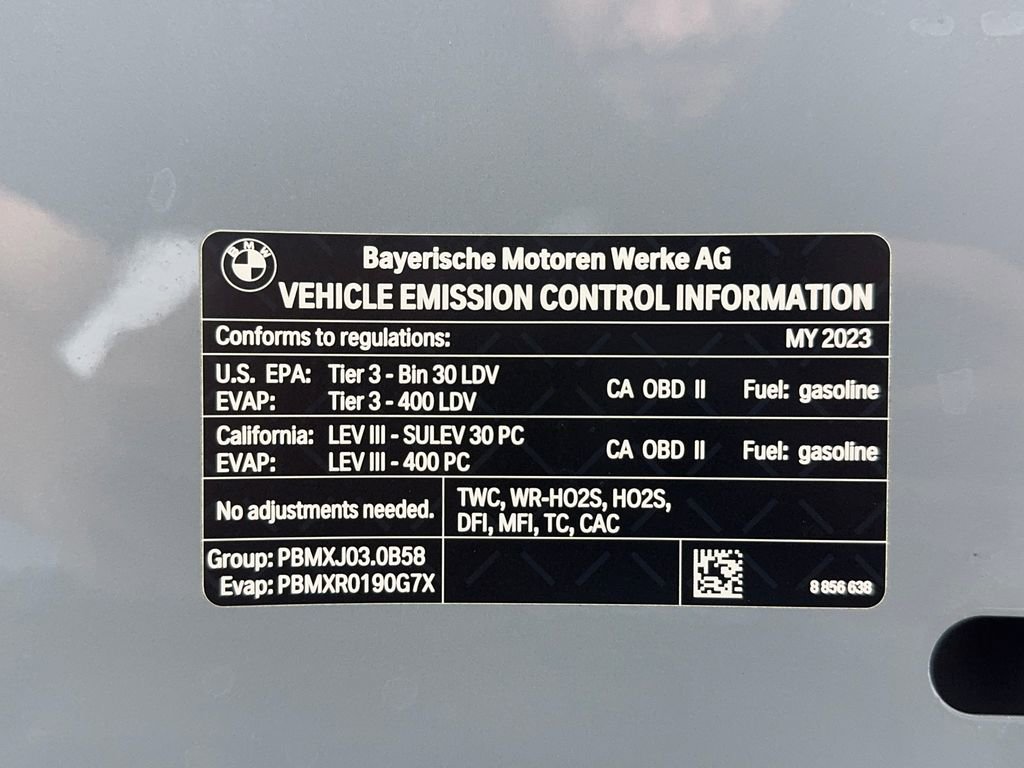 BMW
Bayerische Motoren Werke AG
VEHICLE EMISSION CONTROL INFORMATION
Conforms to regulations: MY 2023
U.S. EPA: Tier 3 - Bin 30 LDV CA OBD II Fuel: gasoline
EVAP: Tier 3 - 400 LDV
California: LEV III - SULEV 30 PC CA OBD II Fuel: gasoline
EVAP: LEV III - 400 PC
No adjustments needed.
TWC, WR-HO2S, HO2S,
DFI, MFI, TC, CAC
Group: PBMXJ03.0B58
Evap: PBMXR0190G7X
8 856 638